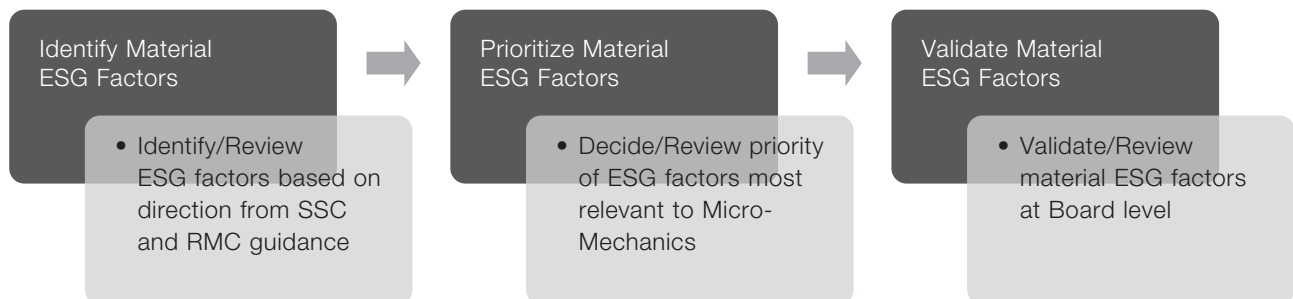 Identify Material
ESG Factors
• Identify/Review
ESG factors based on
direction from SSC
and RMC guidance
Prioritize Material
ESG Factors
• Decide/Review priority
of ESG factors most
relevant to Micro-
Mechanics
Validate Material
ESG Factors
• Validate/Review
material ESG factors
at Board level